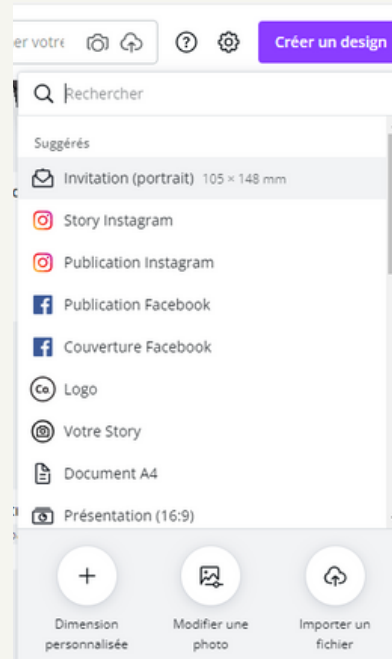 er votre
Créer un design
Rechercher
Suggérés
Invitation (portrait) 105 × 148 mm
Story Instagram
Publication Instagram
Publication Facebook
Couverture Facebook
Co.
Logo
Votre Story
Document A4
Présentation (16:9)
Dimension
personnalisée
Modifier une
photo
Importer un
fichier